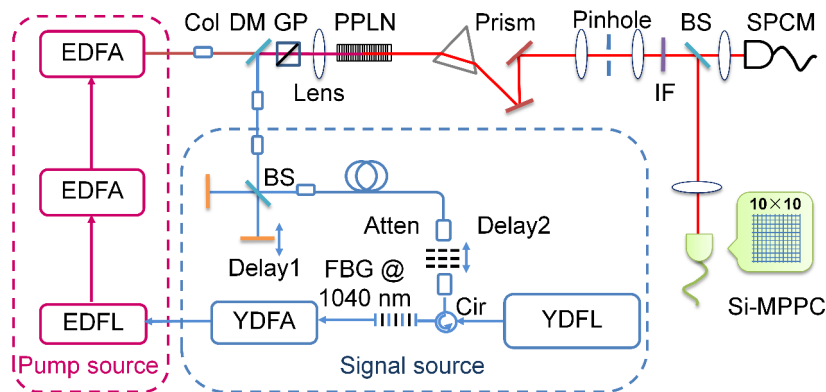 EDFA
Col
DM
GP
PPLN
Prism
Pinhole
BS
SPCM
Lens
IF
EDFA
BS
10×10
Atten
Delay2
Delay1
FBG @
1040 nm
Cir
Si-MPPC
EDFL
YDFA
YDFL
Pump source
Signal source